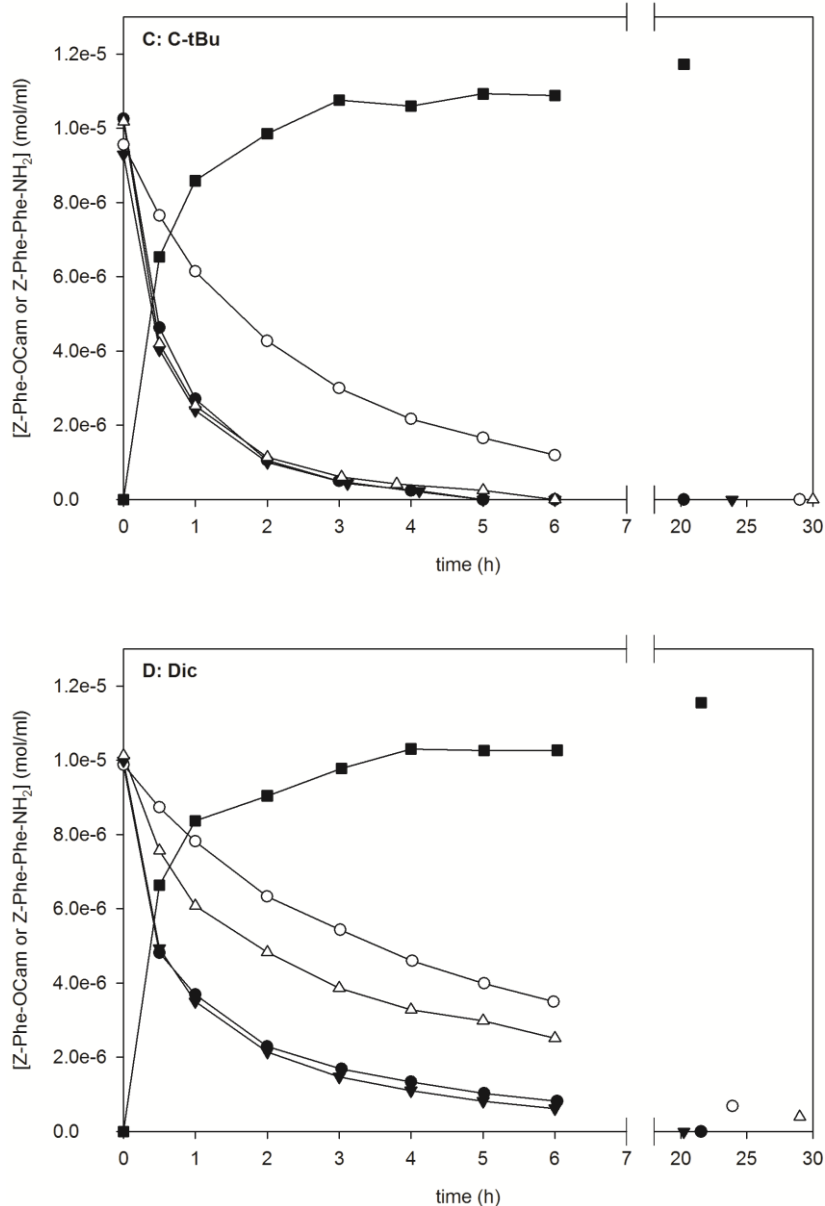 C: C-tBu
[Z-Phe-OCam or Z-Phe-Phe-NH₂] (mol/ml)
1.2e-5
1.0e-5
8.0e-6
6.0e-6
4.0e-6
2.0e-6
0.0
0 1 2 3 4 5 6 7 20 25 30
time (h)
D: Dic
[Z-Phe-OCam or Z-Phe-Phe-NH₂] (mol/ml)
1.2e-5
1.0e-5
8.0e-6
6.0e-6
4.0e-6
2.0e-6
0.0
0 1 2 3 4 5 6 7 20 25 30
time (h)